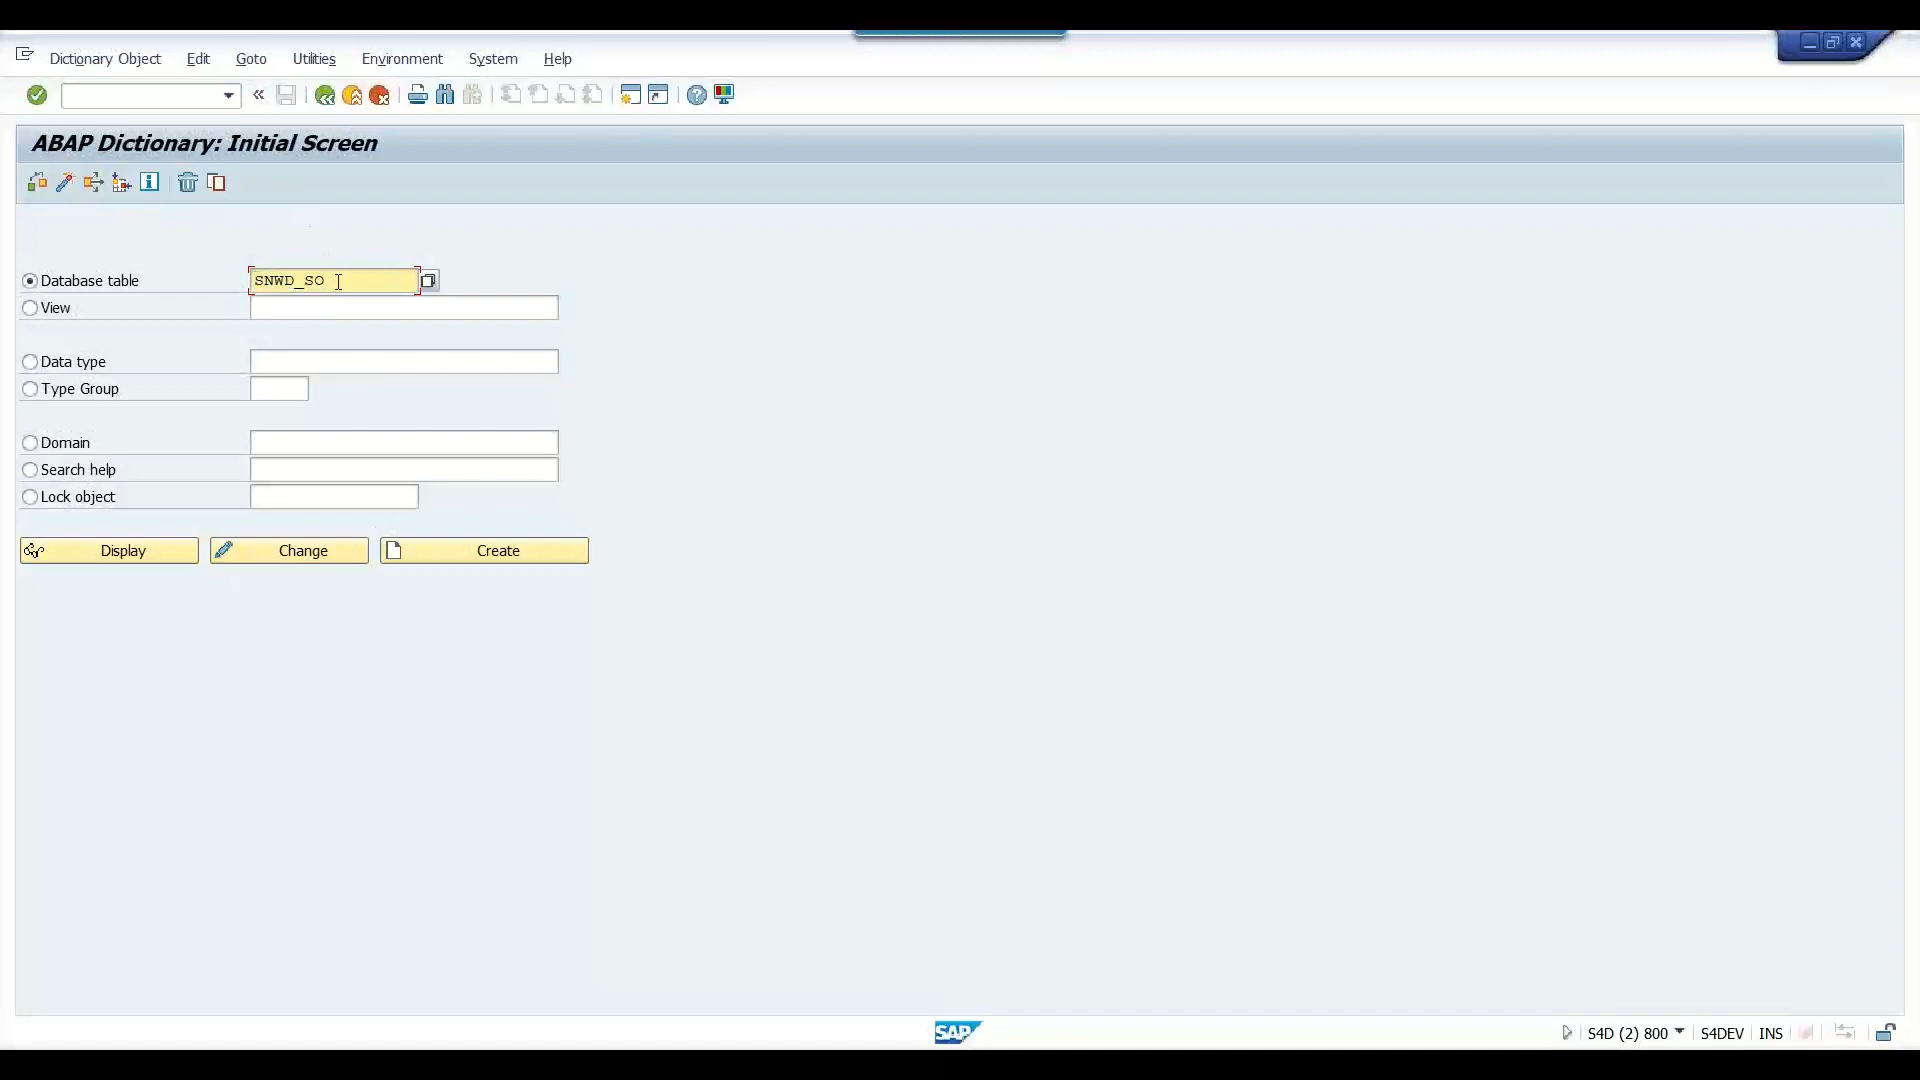 Dictionary Object Edit Goto Utilities Environment System Help
ABAP Dictionary: Initial Screen
Database table SNWD_SO
View
Data type
Type Group
Domain
Search help
Lock object
Display Change Create
SAP S4D (2) 800 S4DEV INS